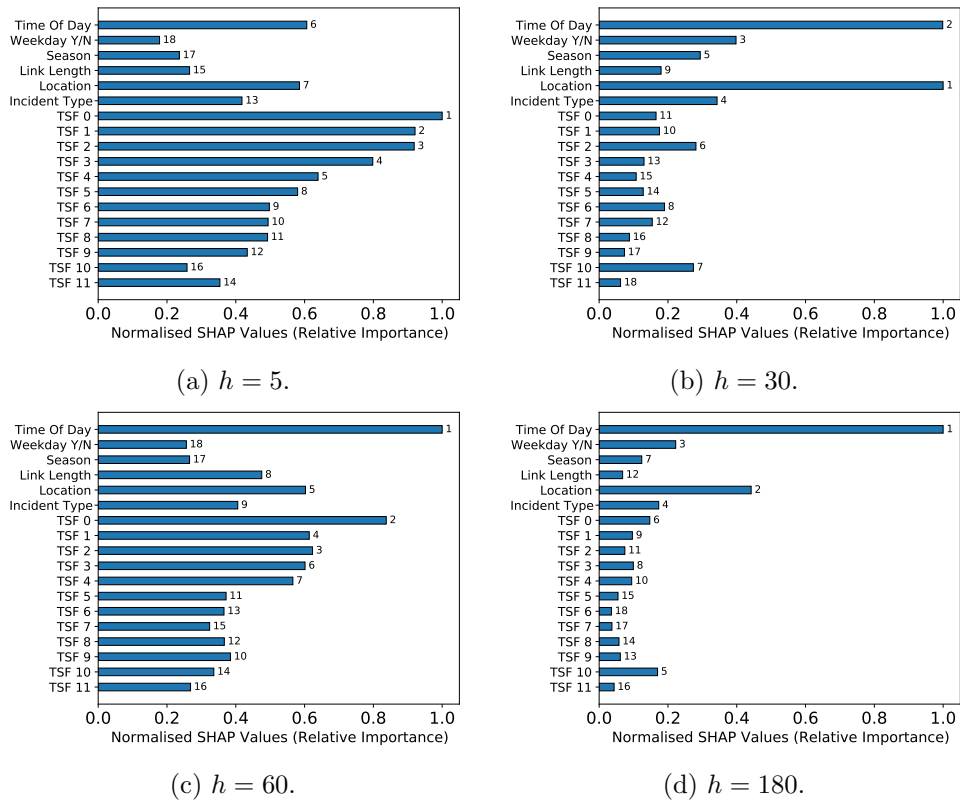 Time Of Day 6
Weekday Y/N 18
Season 17
Link Length 15
Location 7
Incident Type 13
TSF 0 1
TSF 1 2
TSF 2 3
TSF 3 4
TSF 4 5
TSF 5 8
TSF 6 9
TSF 7 10
TSF 8 11
TSF 9 12
TSF 10 16
TSF 11 14
0.0 0.2 0.4 0.6 0.8 1.0
Normalised SHAP Values (Relative Importance)
(a) h = 5.
Time Of Day 2
Weekday Y/N 3
Season 5
Link Length 9
Location 1
Incident Type 4
TSF 0 11
TSF 1 10
TSF 2 6
TSF 3 13
TSF 4 15
TSF 5 14
TSF 6 8
TSF 7 12
TSF 8 16
TSF 9 17
TSF 10 7
TSF 11 18
0.0 0.2 0.4 0.6 0.8 1.0
Normalised SHAP Values (Relative Importance)
(b) h = 30.
Time Of Day 1
Weekday Y/N 18
Season 17
Link Length 8
Location 5
Incident Type 9
TSF 0 2
TSF 1 4
TSF 2 3
TSF 3 6
TSF 4 7
TSF 5 11
TSF 6 13
TSF 7 15
TSF 8 12
TSF 9 10
TSF 10 14
TSF 11 16
0.0 0.2 0.4 0.6 0.8 1.0
Normalised SHAP Values (Relative Importance)
(c) h = 60.
Time Of Day 1
Weekday Y/N 3
Season 7
Link Length 12
Location 2
Incident Type 4
TSF 0 6
TSF 1 9
TSF 2 11
TSF 3 8
TSF 4 10
TSF 5 15
TSF 6 18
TSF 7 17
TSF 8 14
TSF 9 13
TSF 10 5
TSF 11 16
0.0 0.2 0.4 0.6 0.8 1.0
Normalised SHAP Values (Relative Importance)
(d) h = 180.